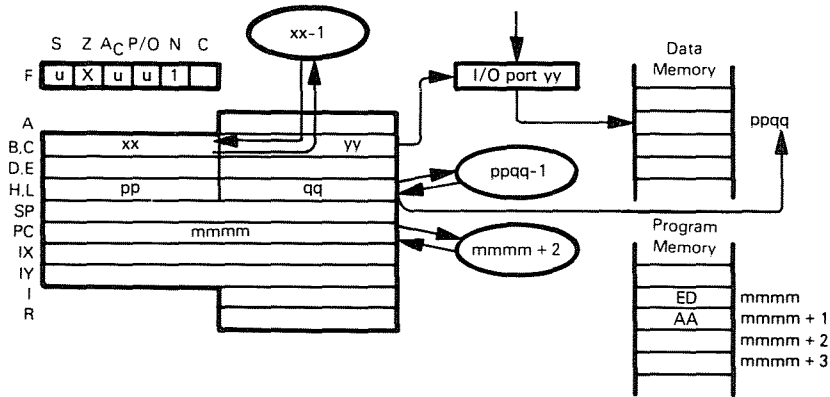 S Z AC P/O N C
F u X u u 1
xx-1
I/O port yy
Data
Memory
ppqq
A
B,C xx yy
D,E
H,L pp qq
ppqq-1
SP
PC mmmm
mmmm + 2
IX
IY
I
R
Program
Memory
ED mmmm
AA mmmm + 1
mmmm + 2
mmmm + 3